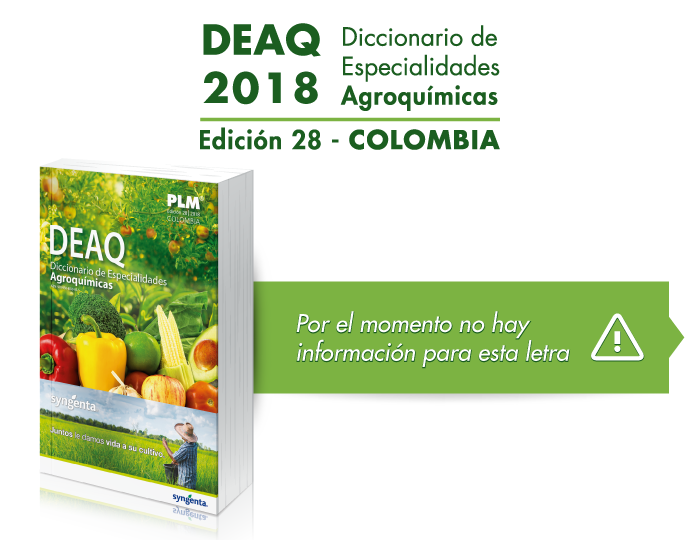 DEAQ
2018
Diccionario de
Especialidades
Agroquímicas
Edición 28 - COLOMBIA
PLM
COLOMBIA
DEAQ
Diccionario de Especialidades
Agroquímicas
syngenta
Juntos le damos vida a su cultivo
syngenta
Por el momento no hay
información para esta letra